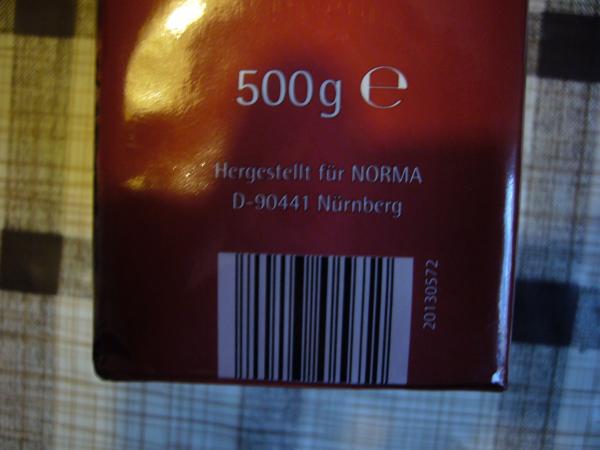 500g ℮
Hergestellt für NORMA
D-90441 Nürnberg
20130572